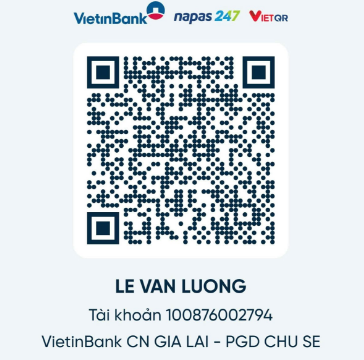 VietinBank napas 247 VIETQR
LE VAN LUONG
Tài khoản 100876002794
VietinBank CN GIA LAI - PGD CHU SE